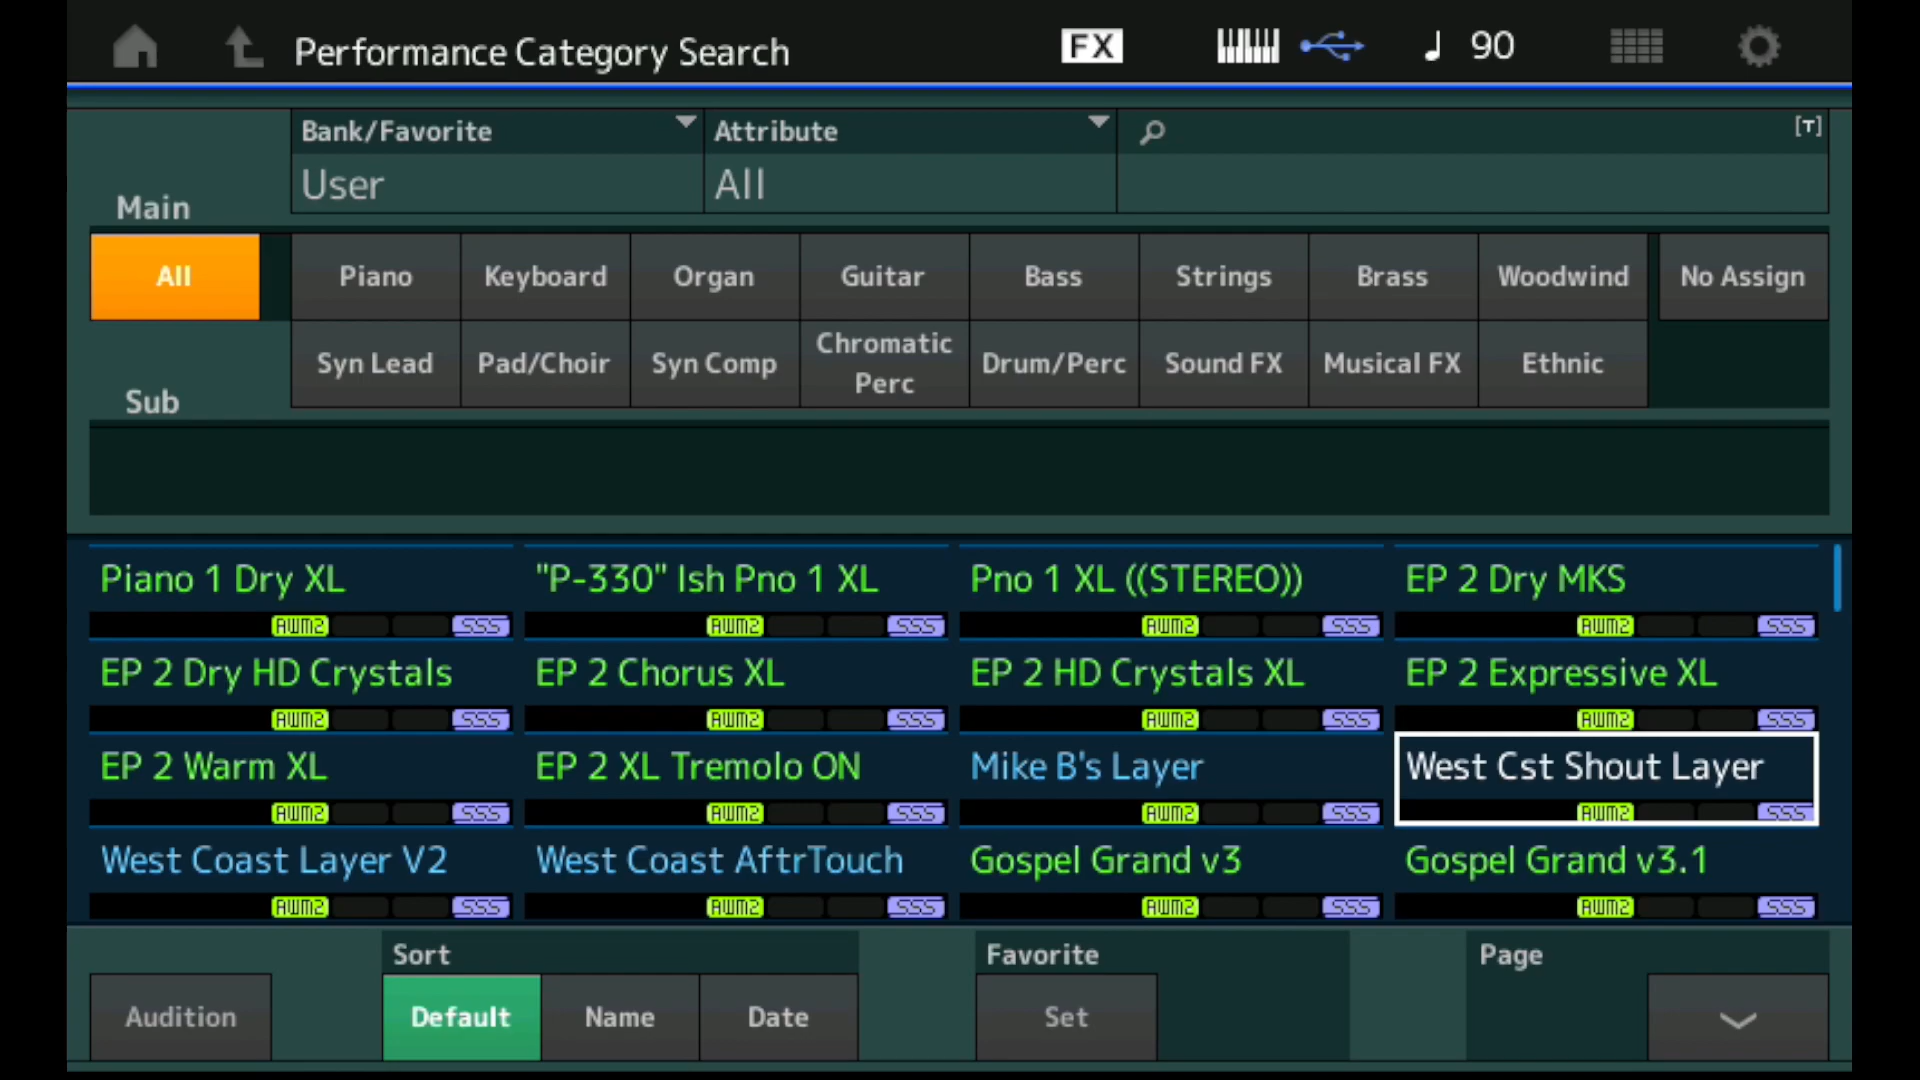 Performance Category Search FX 90
Bank/Favorite Attribute [T]
User All
Main
All Piano Keyboard Organ Guitar Bass Strings Brass Woodwind No Assign
Syn Lead Pad/Choir Syn Comp Chromatic Perc Drum/Perc Sound FX Musical FX Ethnic
Sub
Piano 1 Dry XL "P-330" Ish Pno 1 XL Pno 1 XL ((STEREO)) EP 2 Dry MKS
AWM2 SSS AWM2 SSS AWM2 SSS AWM2 SSS
EP 2 Dry HD Crystals EP 2 Chorus XL EP 2 HD Crystals XL EP 2 Expressive XL
AWM2 SSS AWM2 SSS AWM2 SSS AWM2 SSS
EP 2 Warm XL EP 2 XL Tremolo ON Mike B's Layer West Cst Shout Layer
AWM2 SSS AWM2 SSS AWM2 SSS AWM2 SSS
West Coast Layer V2 West Coast AftrTouch Gospel Grand v3 Gospel Grand v3.1
AWM2 SSS AWM2 SSS AWM2 SSS AWM2 SSS
Sort Favorite Page
Audition Default Name Date Set